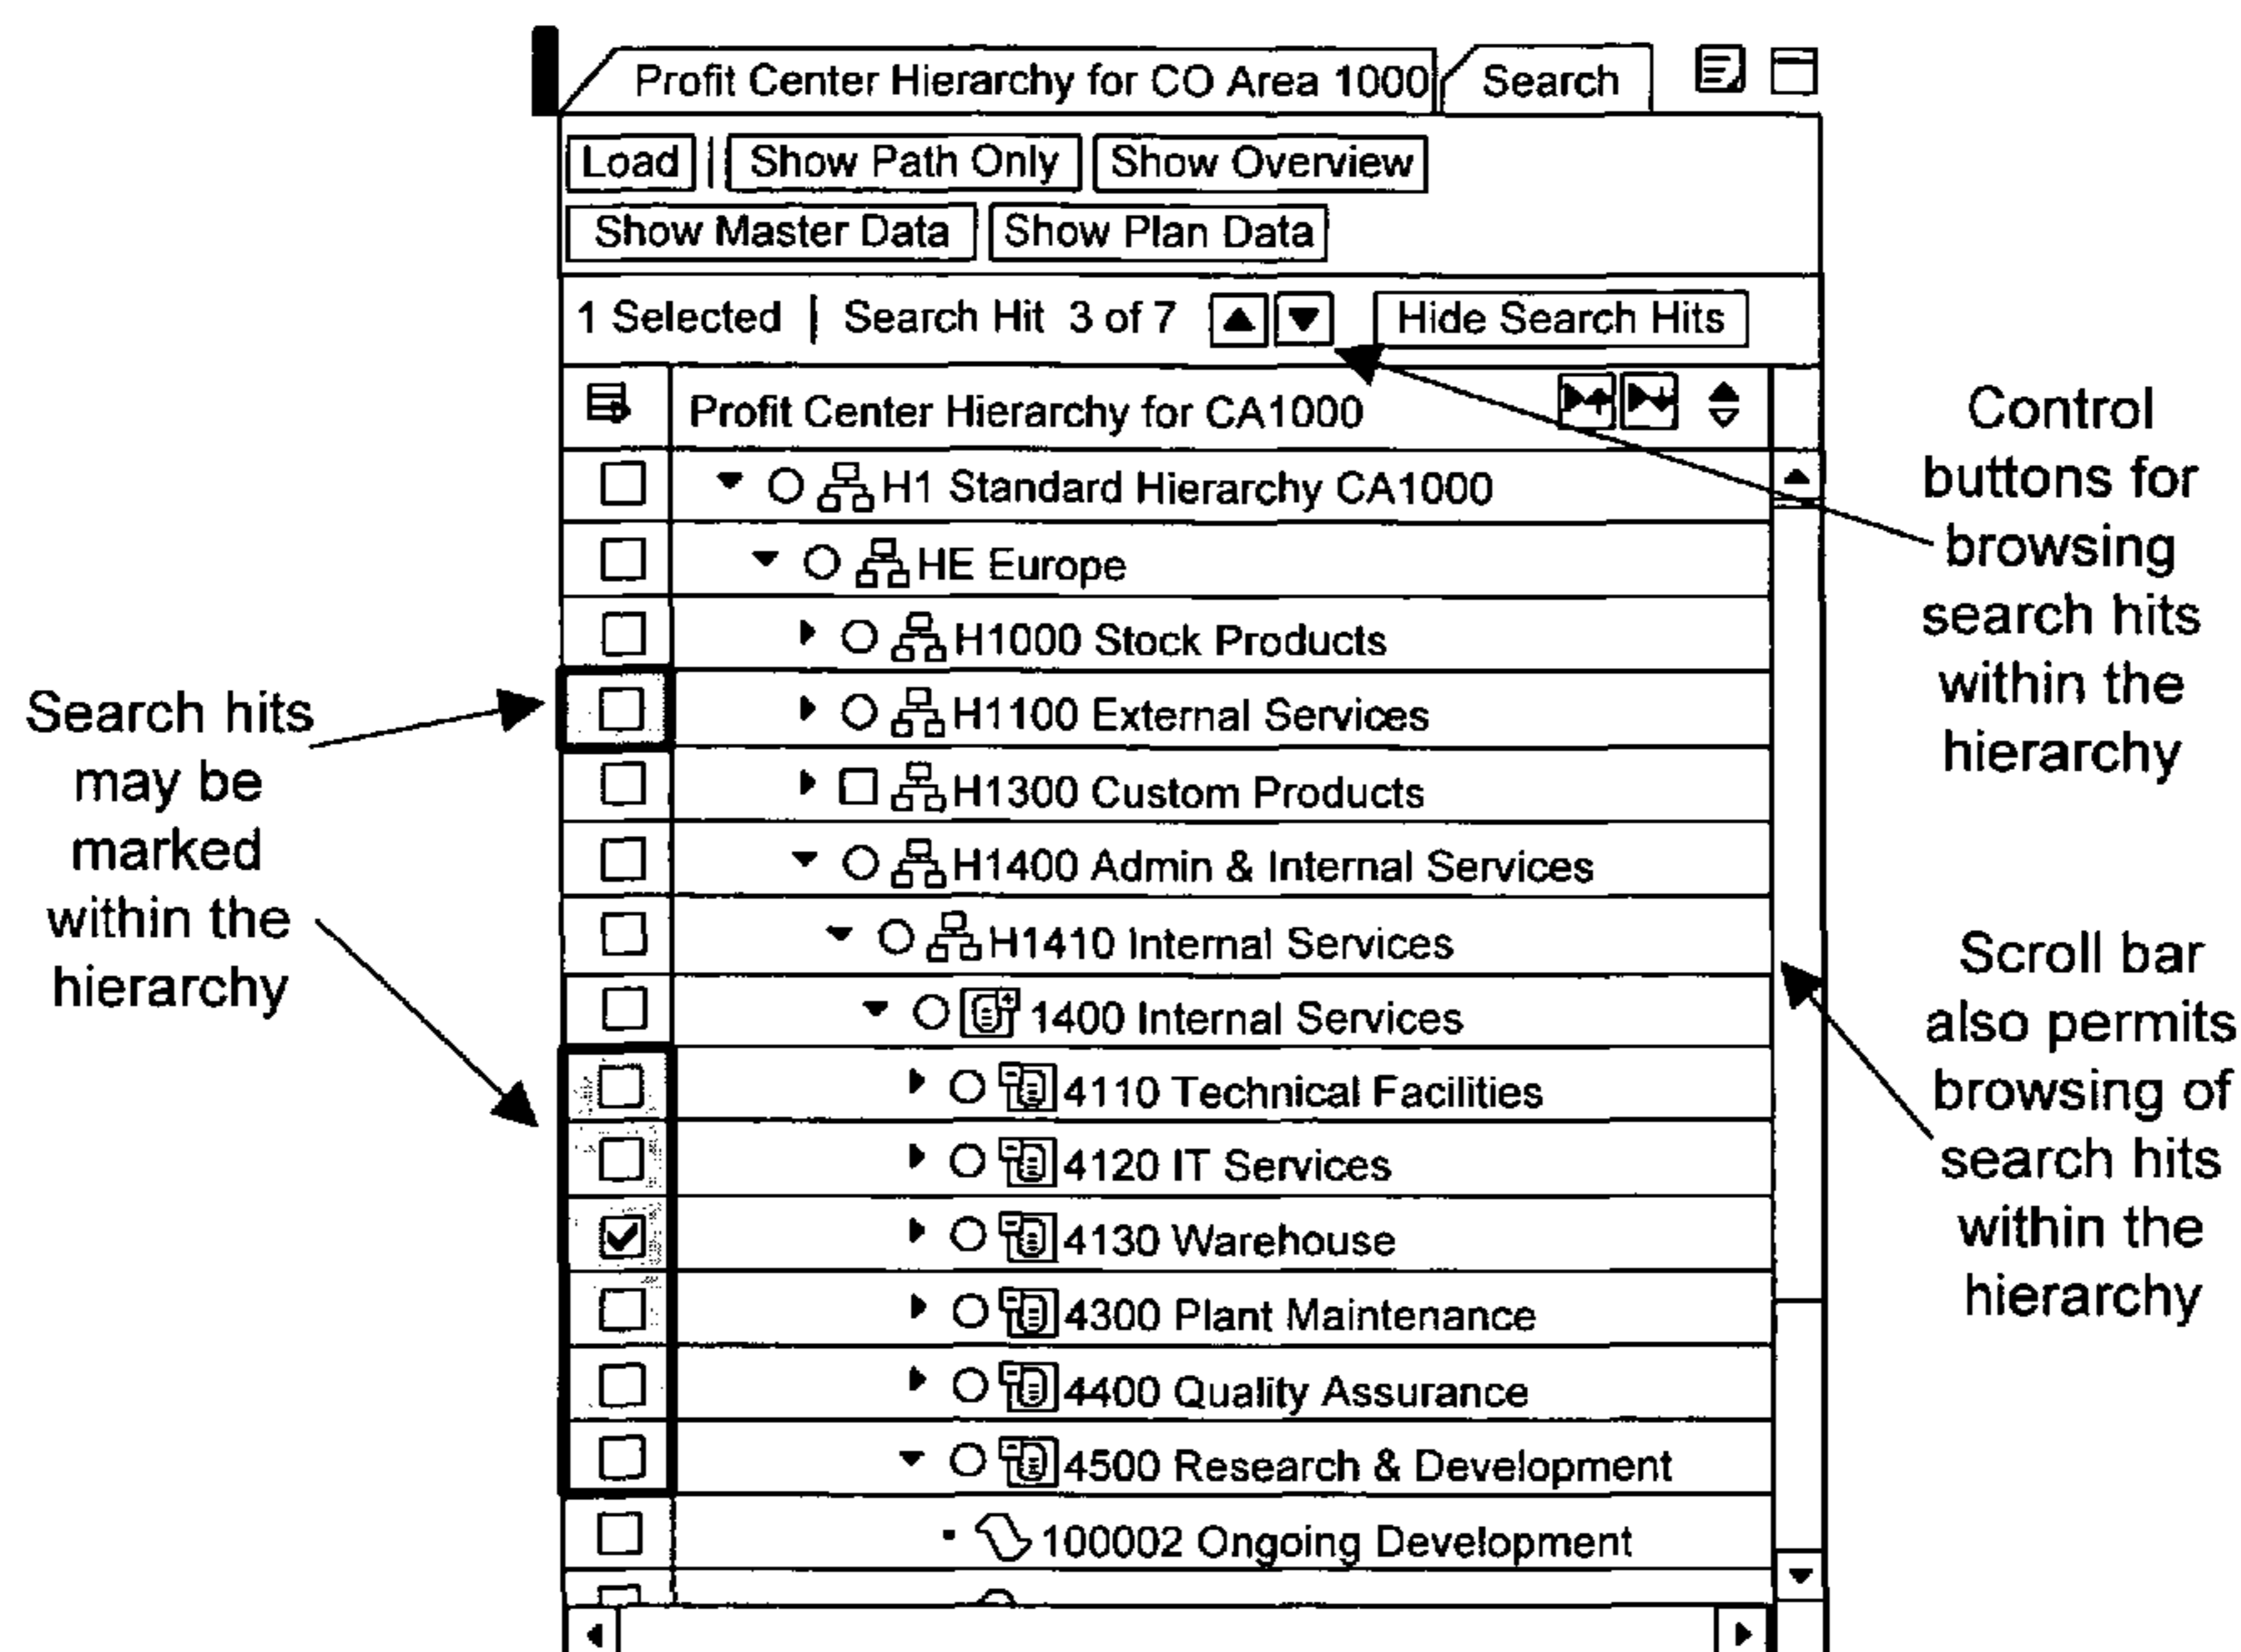 Profit Center Hierarchy for CO Area 1000 Search
Load Show Path Only Show Overview
Show Master Data Show Plan Data
1 Selected | Search Hit 3 of 7 Hide Search Hits
Profit Center Hierarchy for CA1000
H1 Standard Hierarchy CA1000
HE Europe
H1000 Stock Products
H1100 External Services
H1300 Custom Products
H1400 Admin & Internal Services
H1410 Internal Services
1400 Internal Services
4110 Technical Facilities
4120 IT Services
4130 Warehouse
4300 Plant Maintenance
4400 Quality Assurance
4500 Research & Development
100002 Ongoing Development
Search hits
may be
marked
within the
hierarchy
Control
buttons for
browsing
search hits
within the
hierarchy
Scroll bar
also permits
browsing of
search hits
within the
hierarchy